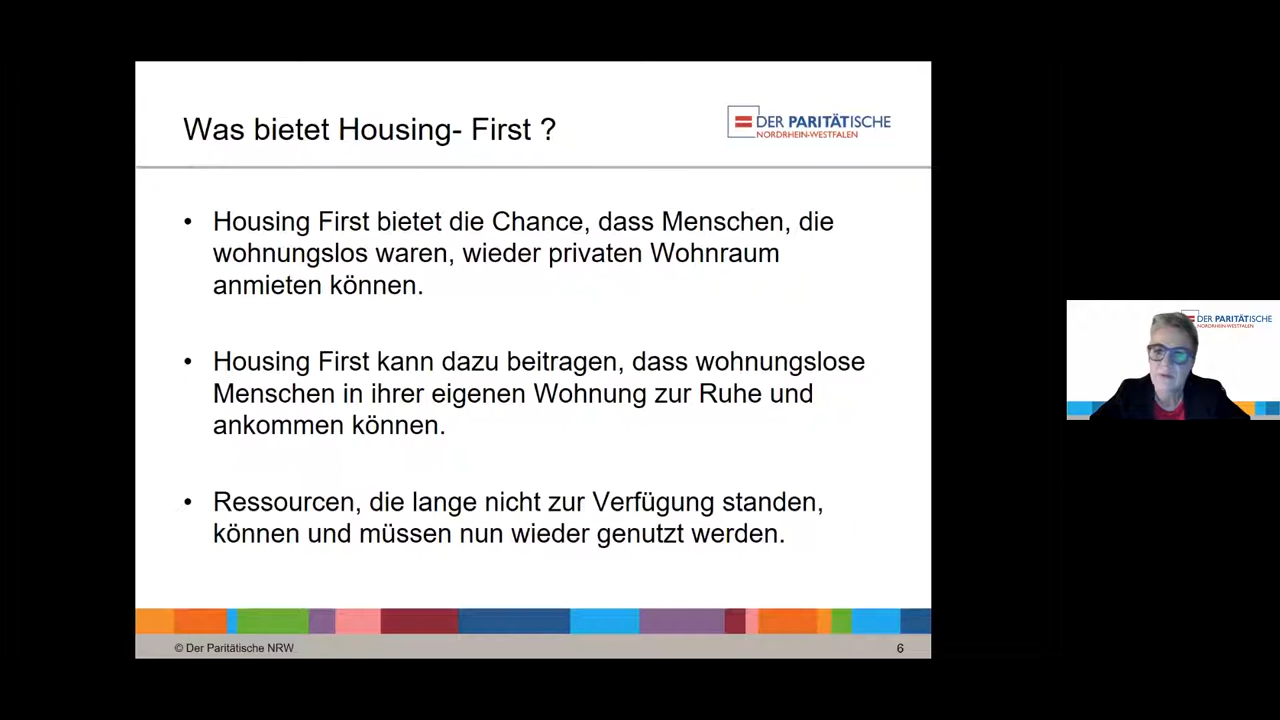 Was bietet Housing- First ?
DER PARITÄTISCHE
NORDRHEIN-WESTFALEN
• Housing First bietet die Chance, dass Menschen, die
wohnungslos waren, wieder privaten Wohnraum
anmieten können.
• Housing First kann dazu beitragen, dass wohnungslose
Menschen in ihrer eigenen Wohnung zur Ruhe und
ankommen können.
• Ressourcen, die lange nicht zur Verfügung standen,
können und müssen nun wieder genutzt werden.
© Der Paritätische NRW
6
DER PARITÄTISCHE
NORDRHEIN-WESTFALEN